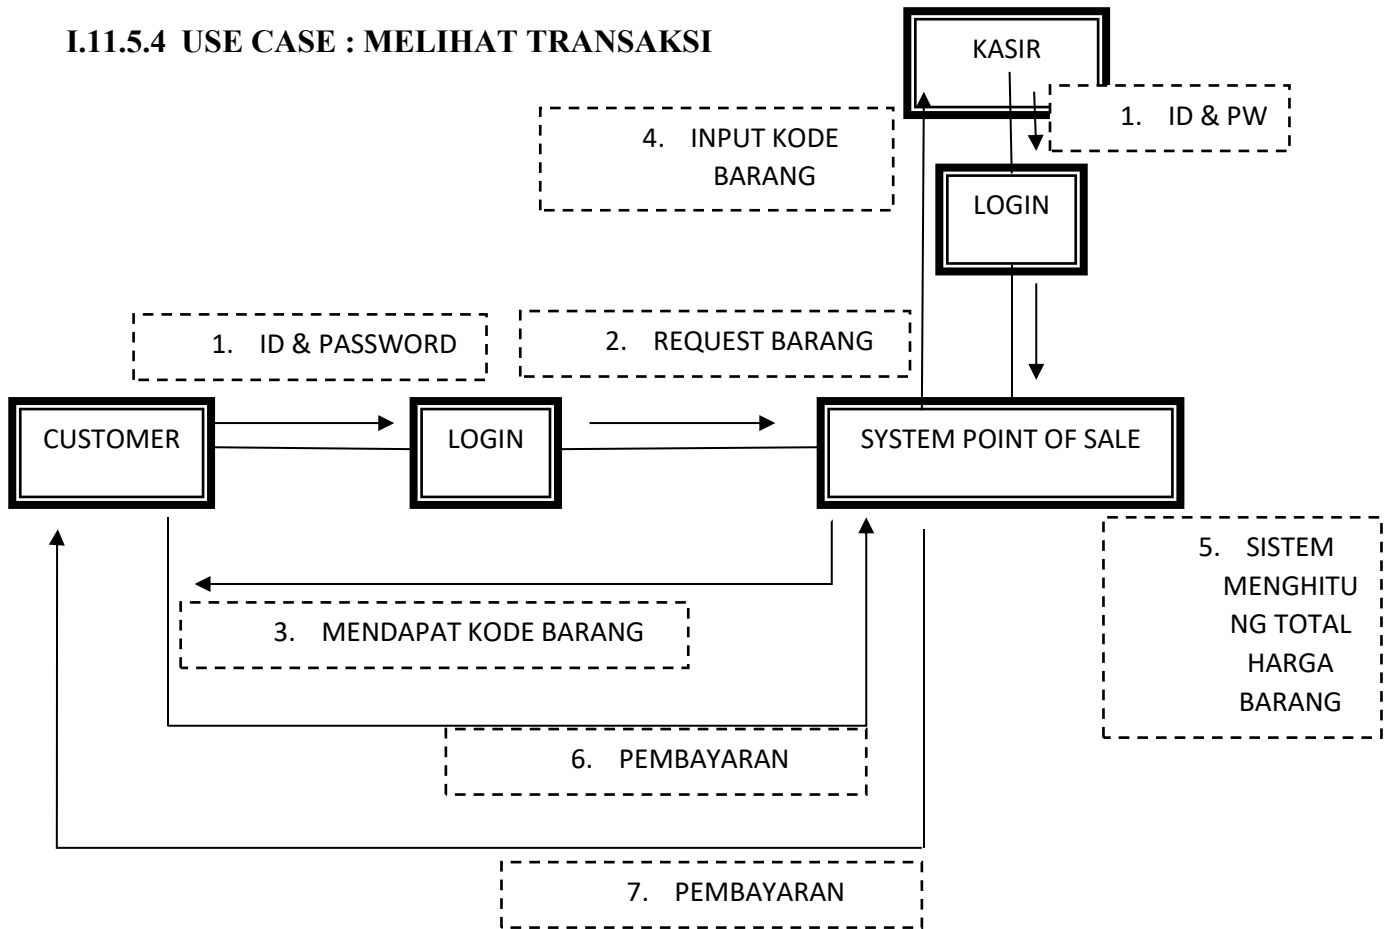 I.11.5.4 USE CASE : MELIHAT TRANSAKSI
KASIR
1. ID & PW
4. INPUT KODE
BARANG
LOGIN
1. ID & PASSWORD
2. REQUEST BARANG
CUSTOMER
LOGIN
SYSTEM POINT OF SALE
5. SISTEM
MENGHITU
NG TOTAL
HARGA
BARANG
3. MENDAPAT KODE BARANG
6. PEMBAYARAN
7. PEMBAYARAN